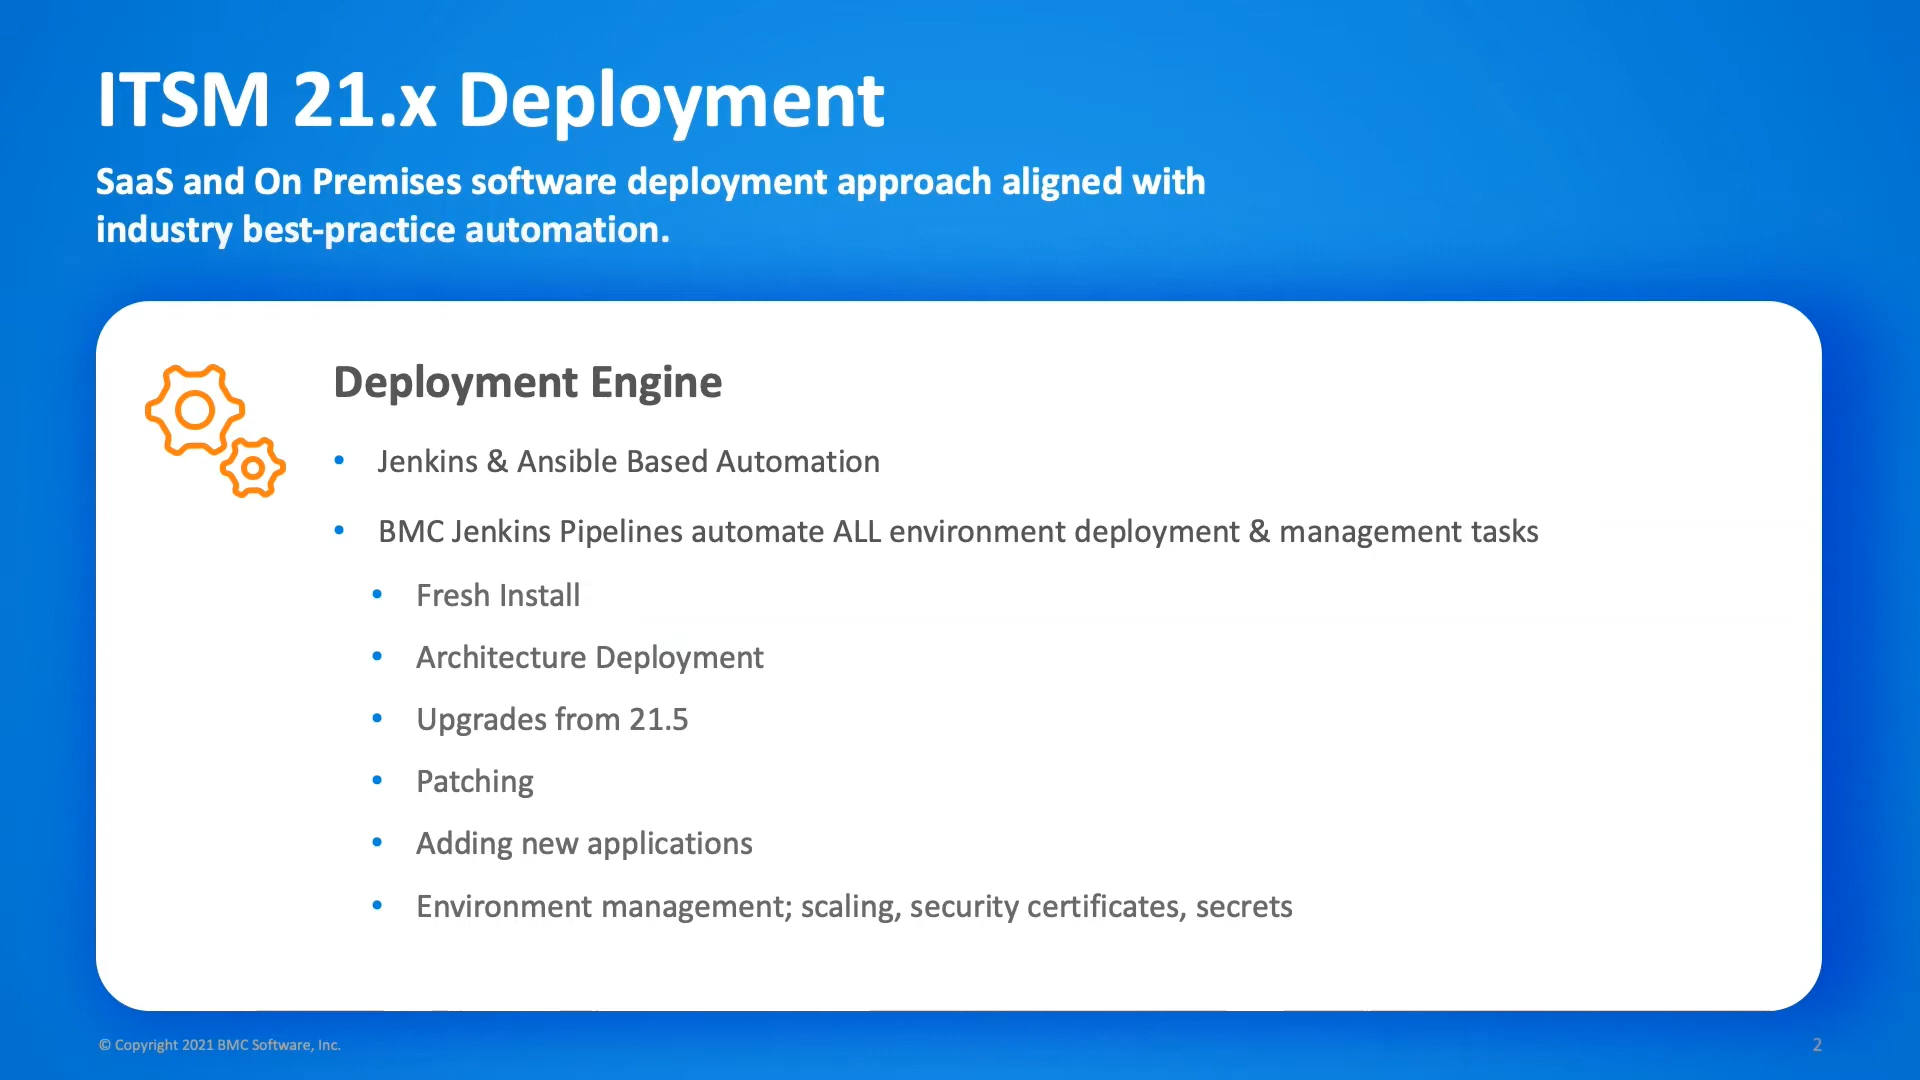 ITSM 21.x Deployment
SaaS and On Premises software deployment approach aligned with
industry best-practice automation.
Deployment Engine
• Jenkins & Ansible Based Automation
• BMC Jenkins Pipelines automate ALL environment deployment & management tasks
• Fresh Install
• Architecture Deployment
• Upgrades from 21.5
• Patching
• Adding new applications
• Environment management; scaling, security certificates, secrets
© Copyright 2021 BMC Software, Inc.
2